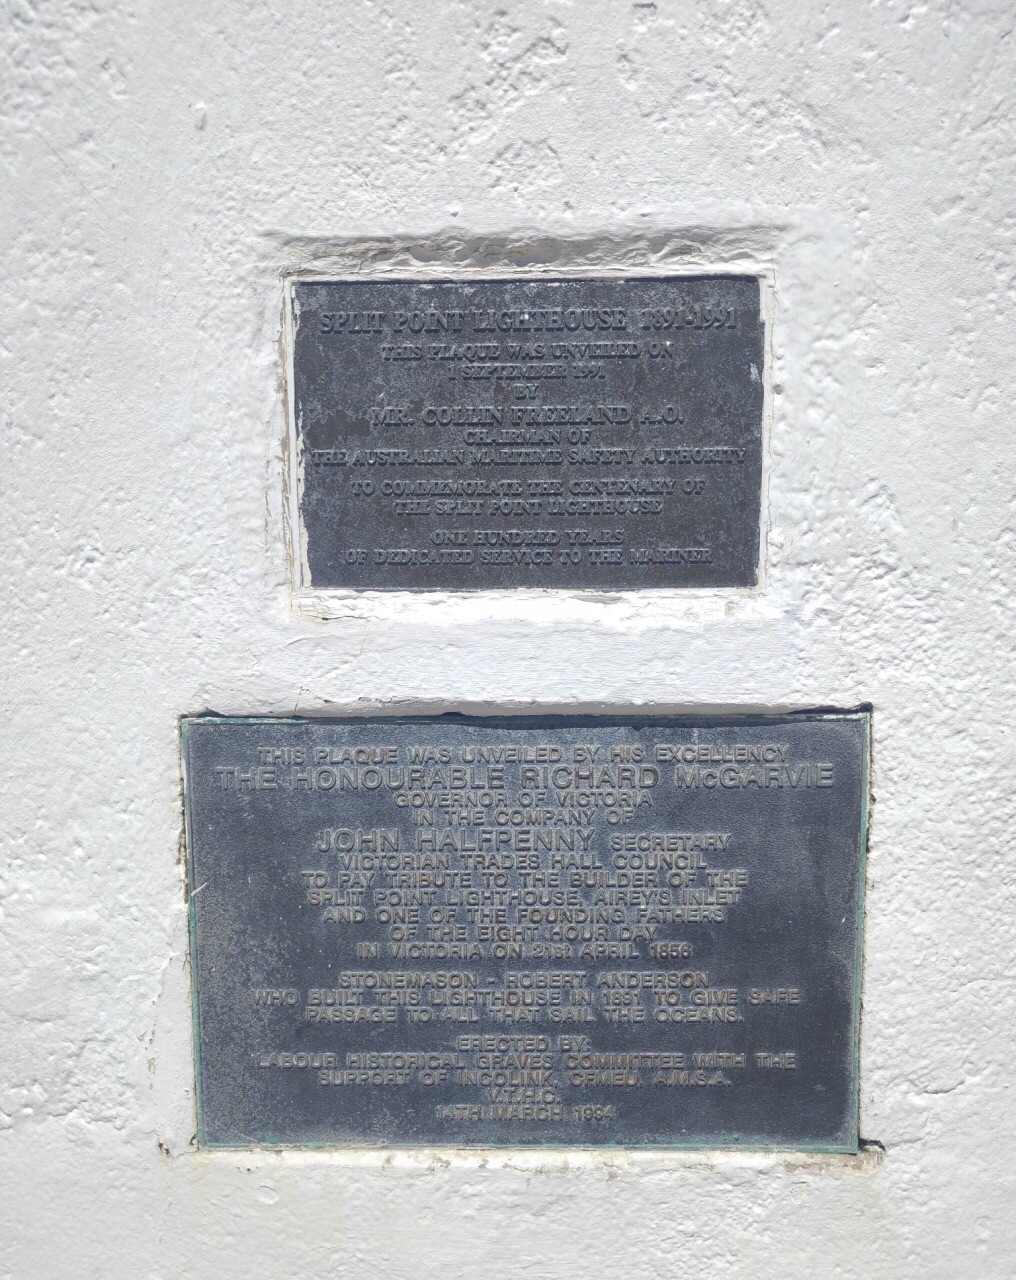 SPLIT POINT LIGHTHOUSE 1891-1991
THIS PLAQUE WAS UNVEILED ON
1 SEPTEMBER 1991
BY
MR. COLLIN FREELAND A.O.
CHAIRMAN OF
THE AUSTRALIAN MARITIME SAFETY AUTHORITY
TO COMMEMORATE THE CENTENARY OF
THE SPLIT POINT LIGHTHOUSE
ONE HUNDRED YEARS
OF DEDICATED SERVICE TO THE MARINER
THIS PLAQUE WAS UNVEILED BY HIS EXCELLENCY
THE HONOURABLE RICHARD McGARVIE
GOVERNOR OF VICTORIA
IN THE COMPANY OF
JOHN HALFPENNY SECRETARY
VICTORIAN TRADES HALL COUNCIL
TO PAY TRIBUTE TO THE BUILDER OF THE
SPLIT POINT LIGHTHOUSE, AIREY'S INLET
AND ONE OF THE FOUNDING FATHERS
OF THE EIGHT HOUR DAY
IN VICTORIA ON 21st APRIL 1856
STONEMASON - ROBERT ANDERSON
WHO BUILT THIS LIGHTHOUSE IN 1891 TO GIVE SAFE
PASSAGE TO ALL THAT SAIL THE OCEANS.
ERECTED BY:
LABOUR HISTORICAL GRAVES COMMITTEE WITH THE
SUPPORT OF INCOLINK, CFMEU, A.M.S.A.
V.T.H.C.
14TH MARCH 1994